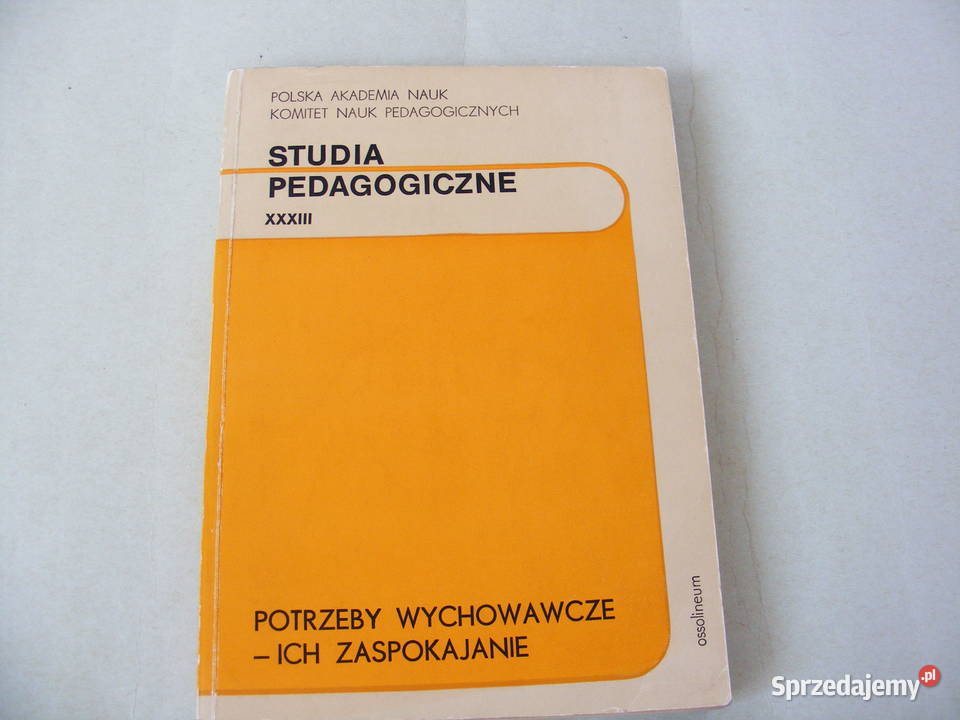 POLSKA AKADEMIA NAUK
KOMITET NAUK PEDAGOGICZNYCH
STUDIA
PEDAGOGICZNE
XXXIII
POTRZEBY WYCHOWAWCZE
– ICH ZASPOKAJANIE
ossolineum
Sprzedajemy.pl